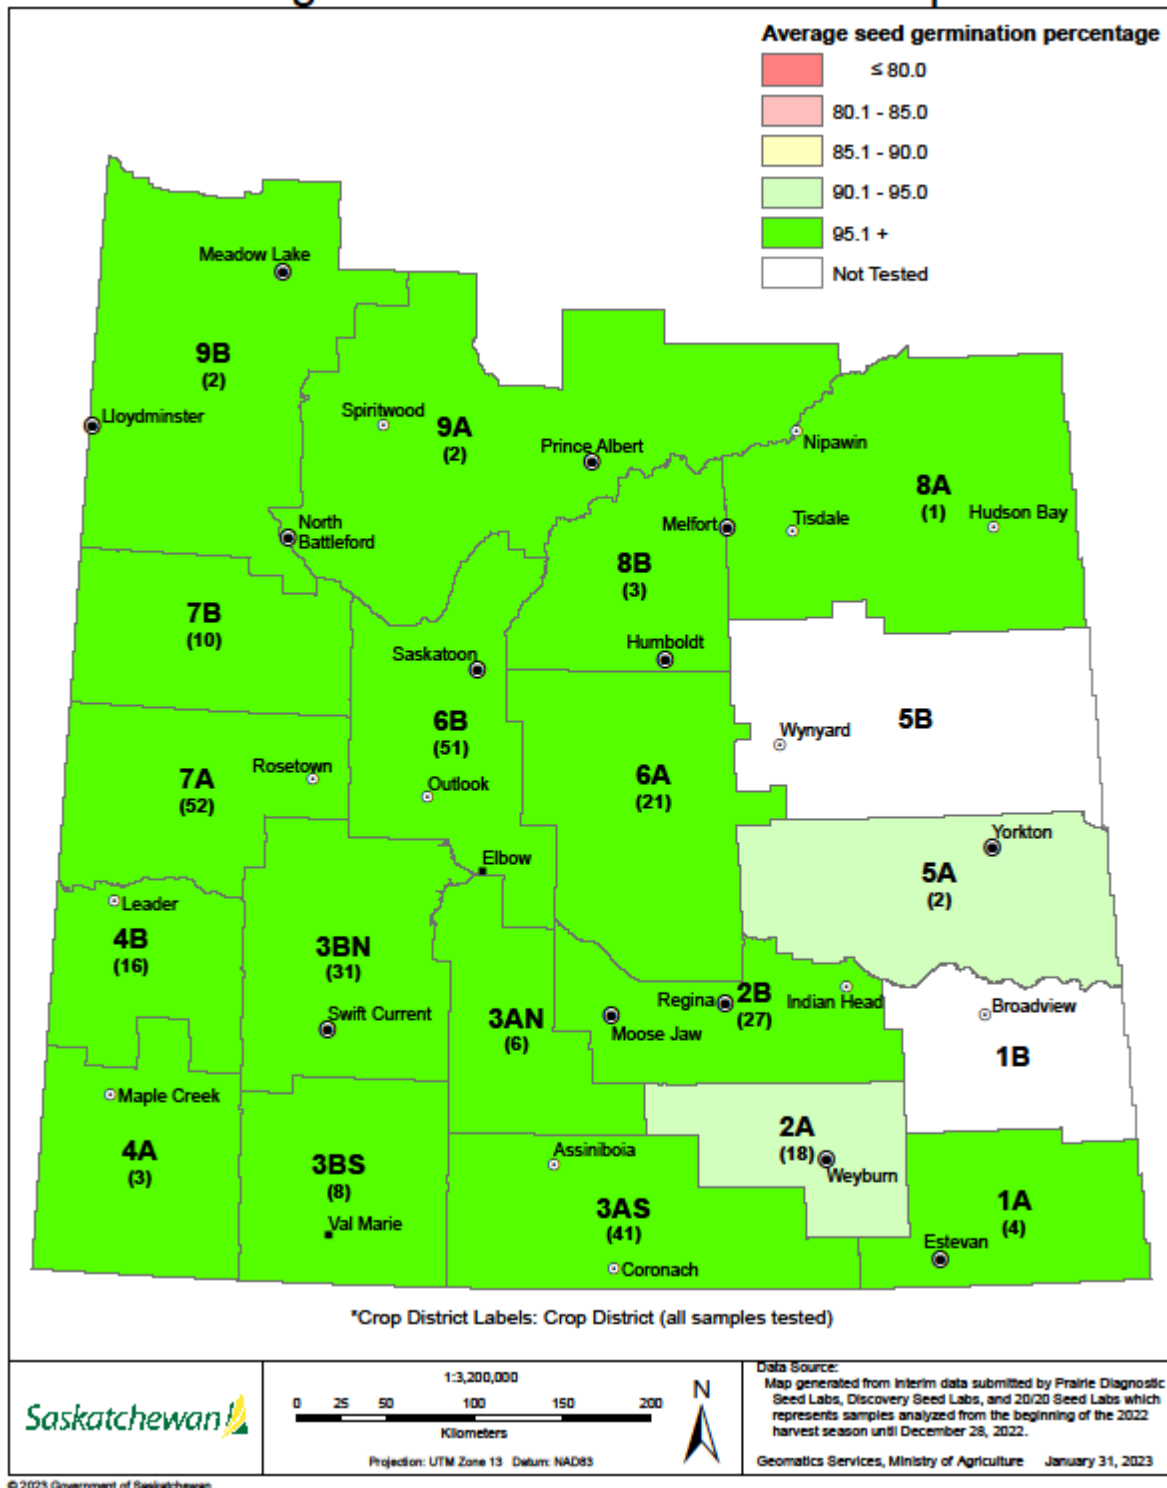 Average seed germination percentage
≤ 80.0
80.1 - 85.0
85.1 - 90.0
90.1 - 95.0
95.1 +
Not Tested
Meadow Lake
9B
(2)
Lloydminster
Spiritwood
9A
(2)
Prince Albert
Nipawin
8A
(1)
Hudson Bay
Tisdale
Melfort
North
Battleford
8B
(3)
7B
(10)
Humboldt
Saskatoon
6B
(51)
5B
Wynyard
Rosetown
7A
(52)
Outlook
6A
(21)
Yorkton
Elbow
5A
(2)
Leader
4B
(16)
3BN
(31)
Swift Current
3AN
(6)
Regina
2B
(27)
Indian Head
Moose Jaw
Broadview
1B
Maple Creek
4A
(3)
2A
(18)
Weyburn
Assiniboia
3BS
(8)
Val Marie
3AS
(41)
Coronach
1A
(4)
Estevan
*Crop District Labels: Crop District (all samples tested)
Saskatchewan
1:3,200,000
0 25 50 100 150 200
Kilometers
Projection: UTM Zone 13 Datum: NAD83
N
Data Source:
Map generated from interim data submitted by Prairie Diagnostic
Seed Labs, Discovery Seed Labs, and 20/20 Seed Labs which
represents samples analyzed from the beginning of the 2022
harvest season until December 28, 2022.
Geomatics Services, Ministry of Agriculture January 31, 2023
© 2023 Government of Saskatchewan